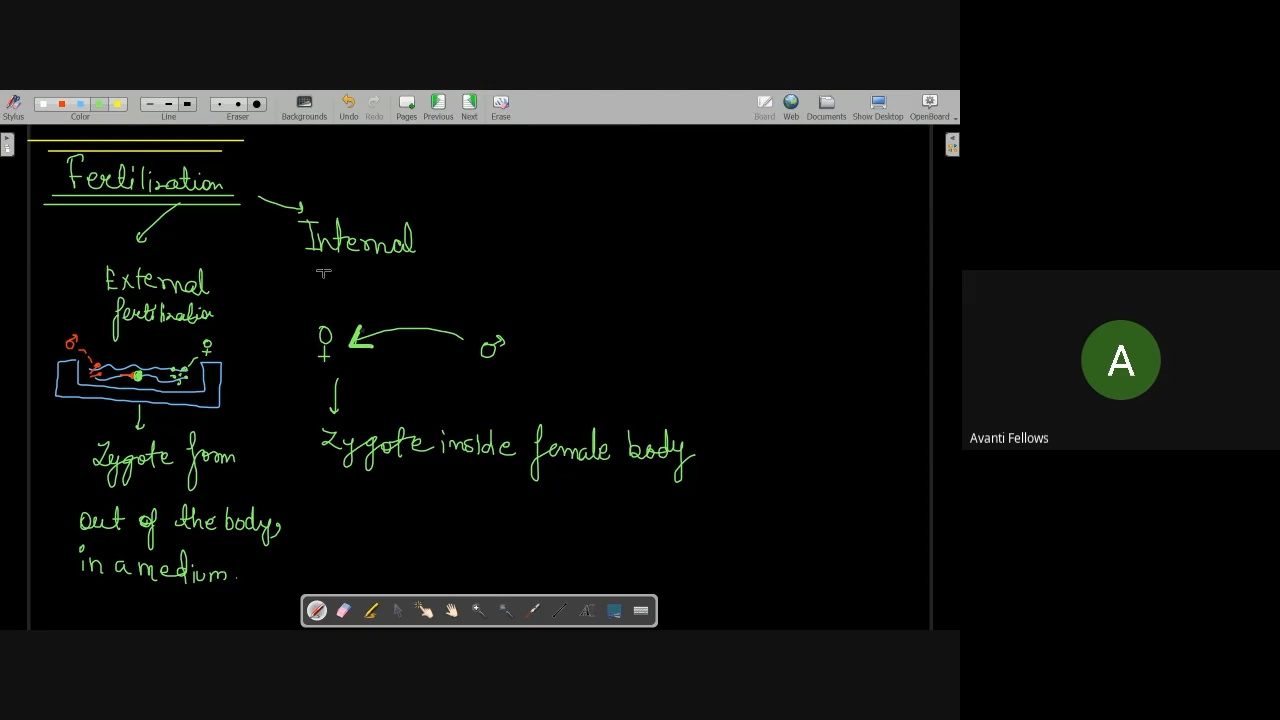 Stylus
Color
Line
Eraser
Backgrounds
Undo
Redo
Pages
Previous
Next
Erase
Board
Web
Documents
Show Desktop
OpenBoard
Fertilization
Internal
External
fertilization
♂
♀
♀
♂
Zygote form
out of the body,
in a medium.
Zygote inside female body
A
Avanti Fellows